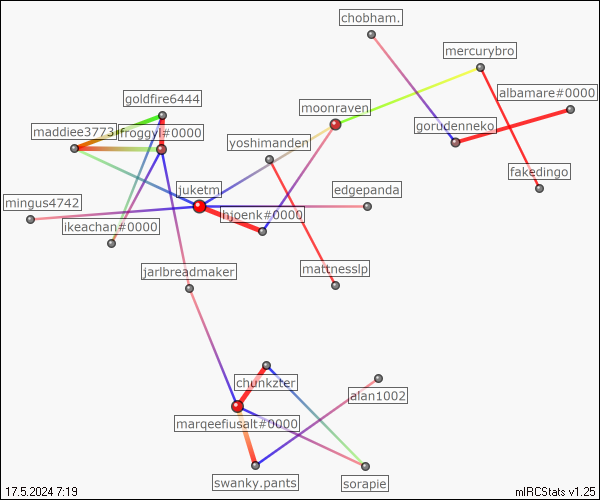 chobham.
mercurybro
albamare#0000
goldfire6444
moonraven
gorudenneko
maddiee3773
froggyl#0000
yoshimanden
fakedingo
juketm
edgepanda
mingus4742
hjoenk#0000
ikeachan#0000
jarlbreadmaker
mattnesslp
chunkzter
alan1002
marqeefiusalt#0000
swanky.pants
sorapie
17.5.2024 7:19
mIRCStats v1.25